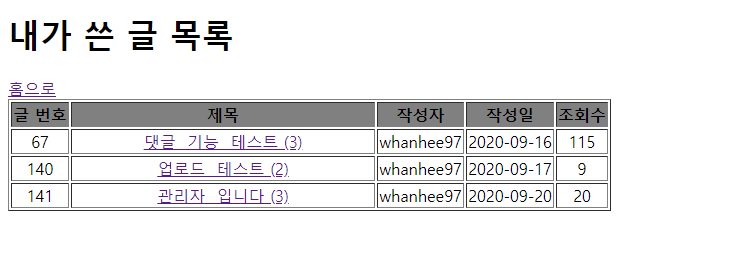 내가 쓴 글 목록
홈으로
글 번호 제목 작성자 작성일 조회수
67 댓글 기능 테스트 (3) whanhee97 2020-09-16 115
140 업로드 테스트 (2) whanhee97 2020-09-17 9
141 관리자 입니다 (3) whanhee97 2020-09-20 20